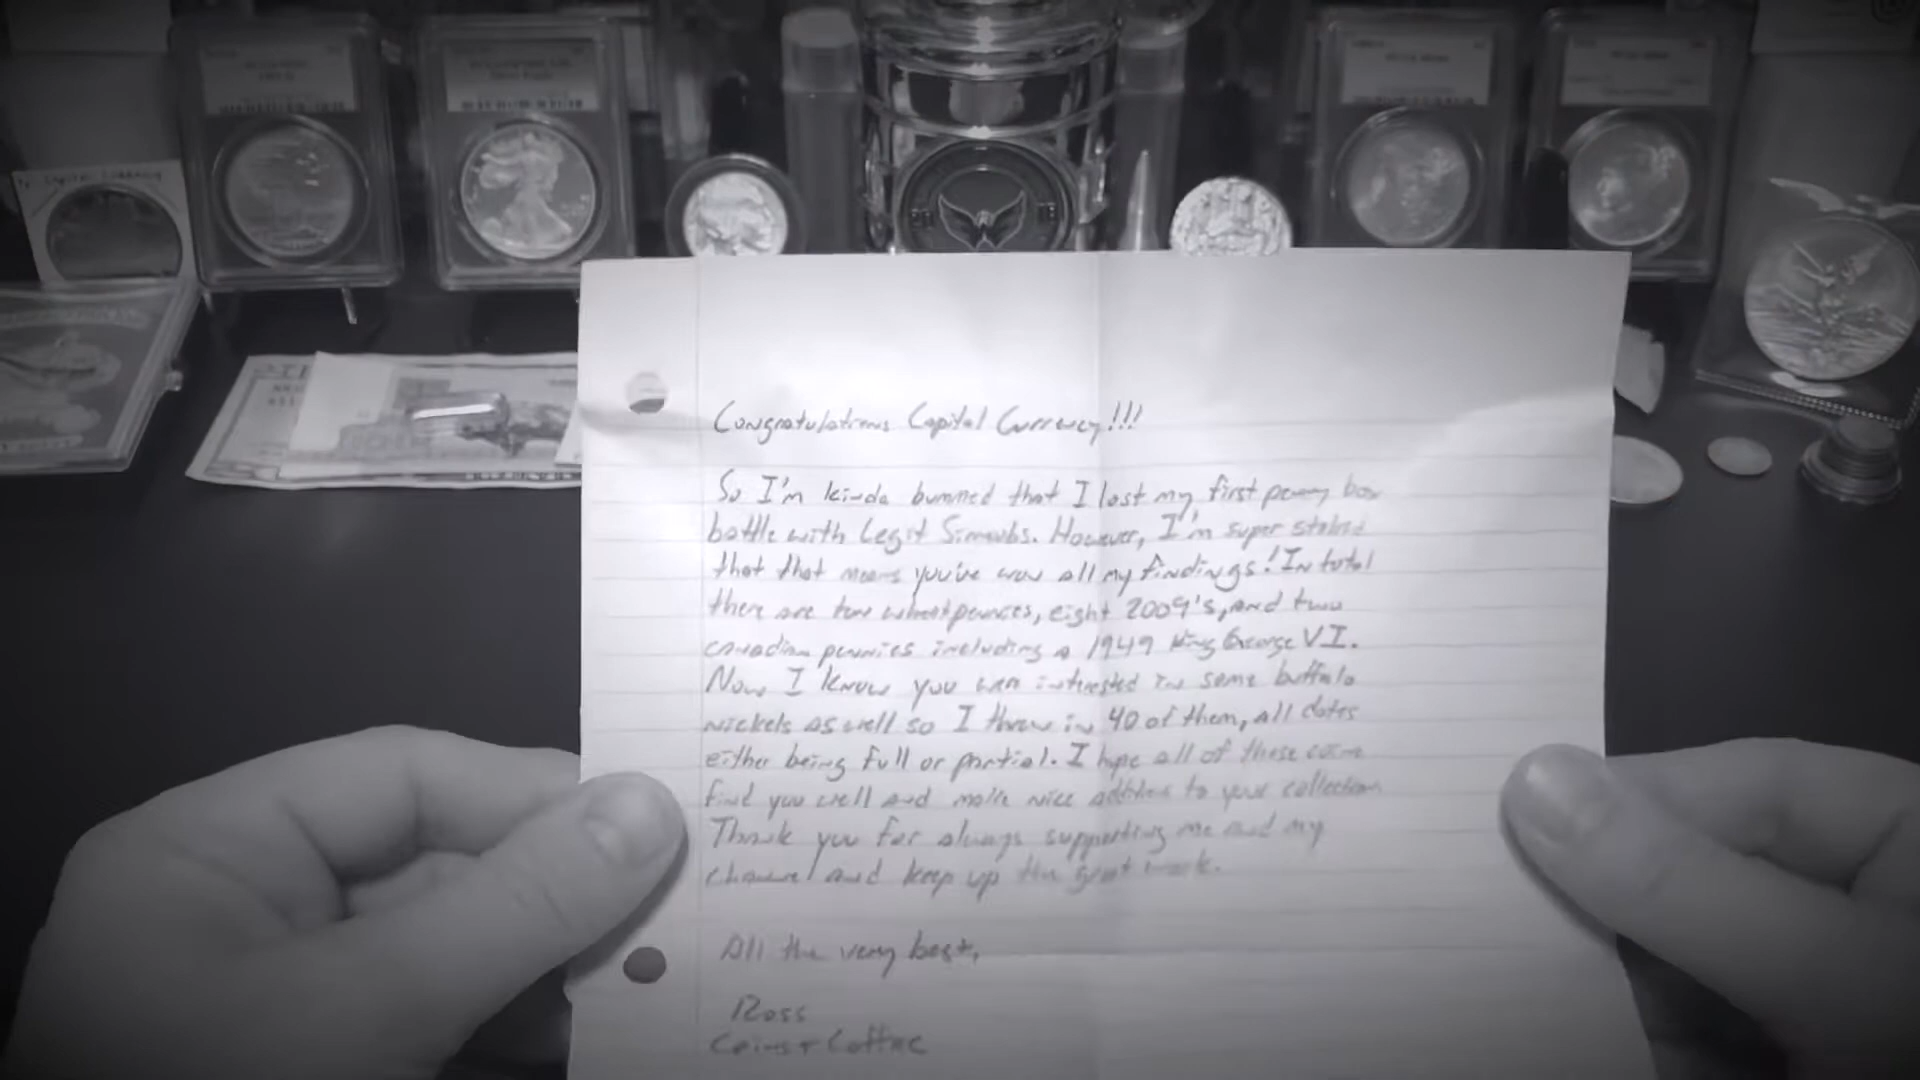 Congratulations Capital Currency!!!
So I'm kinda bummed that I lost my first penny box
battle with Legit Simunbs. However, I'm super stoked
that that means you've won all my findings! In total
there are ten wheat pennies, eight 2009's, and two
canadian pennies including a 1949 King George VI.
Now I know you were interested in some buffalo
nickels as well so I threw in 40 of them, all dates
either being full or partial. I hope all of these coins
find you well and make nice additions to your collection
Thank you for always supporting me and my
channel and keep up the great work.
All the very best,
Ross
Coins + Coffee